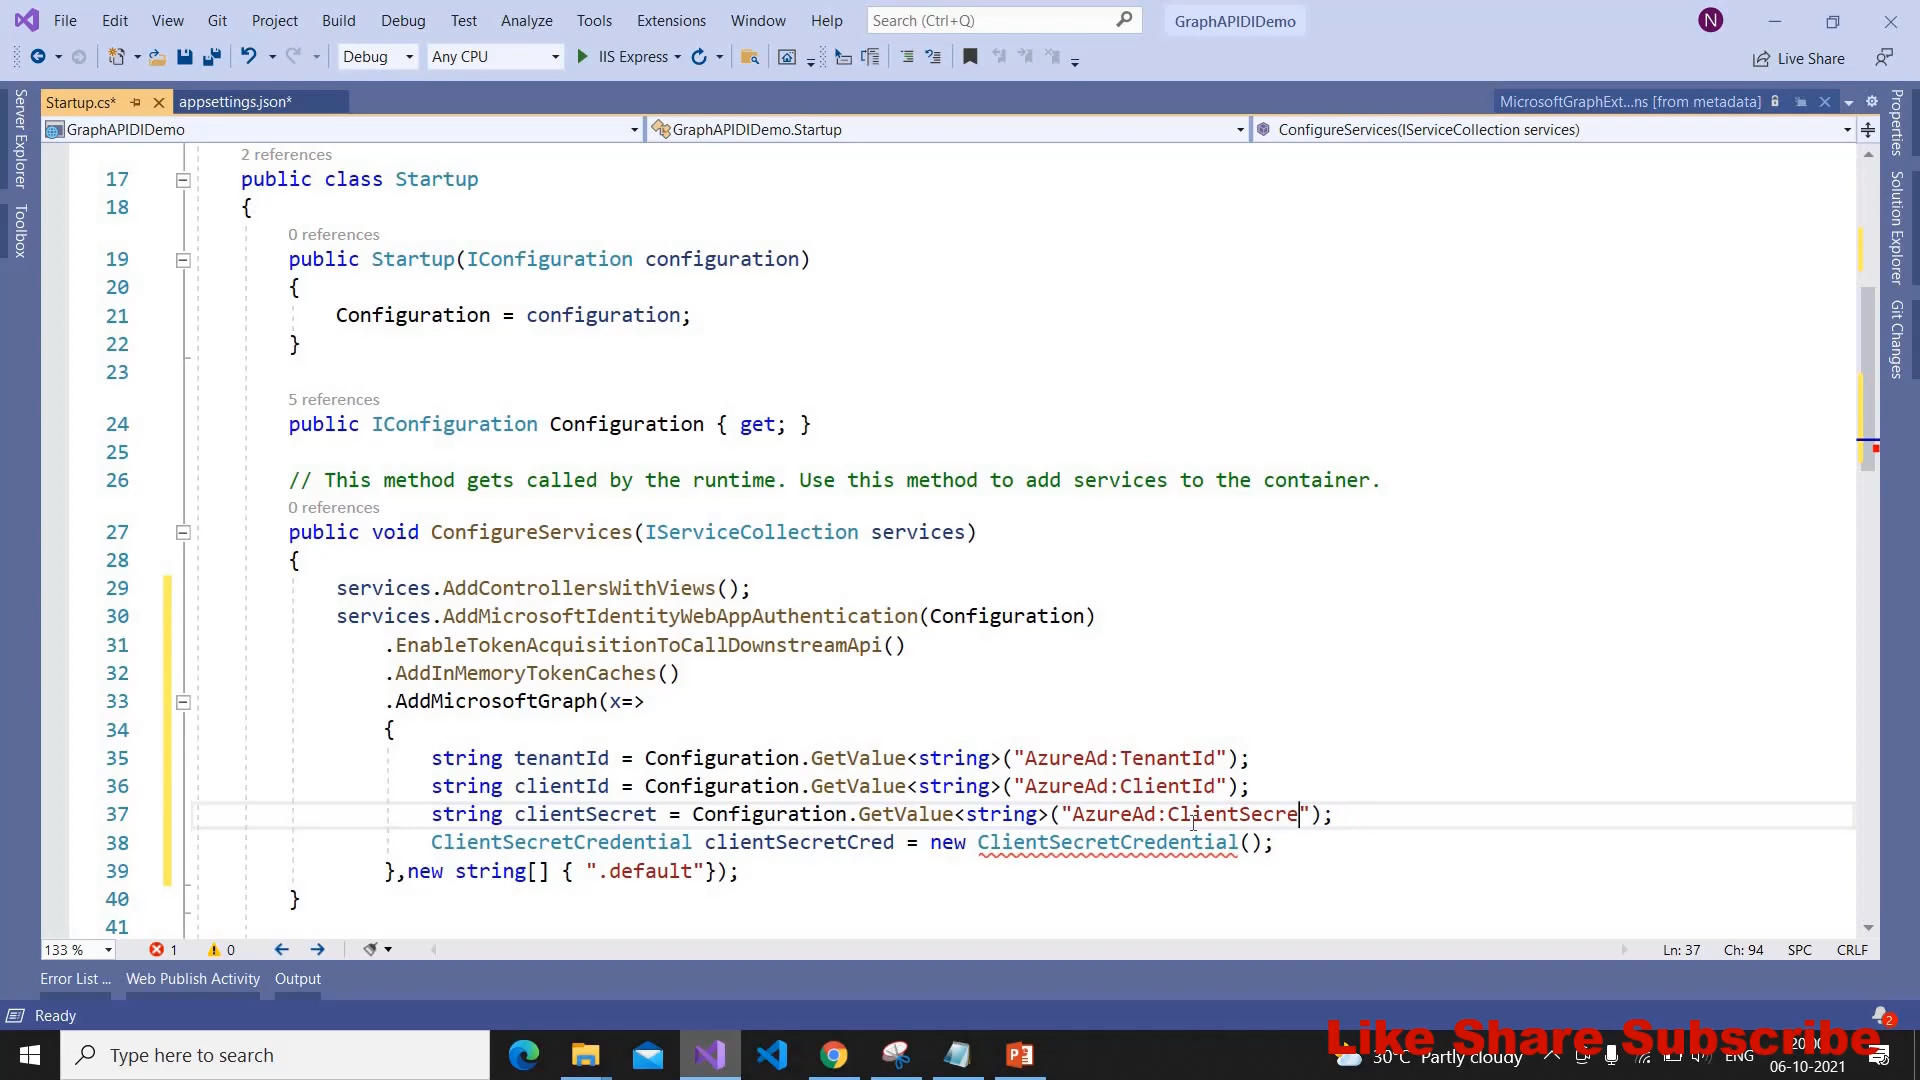 File Edit View Git Project Build Debug Test Analyze Tools Extensions Window Help Search (Ctrl+Q) GraphAPIDIDemo N
Debug Any CPU IIS Express Live Share
Startup.cs* appsettings.json* MicrosoftGraphExt...ns [from metadata]
GraphAPIDIDemo GraphAPIDIDemo.Startup ConfigureServices(IServiceCollection services)
Server Explorer
Toolbox
Properties
Solution Explorer
Git Changes
2 references
17 public class Startup
18 {
0 references
19 public Startup(IConfiguration configuration)
20 {
21 Configuration = configuration;
22 }
23
5 references
24 public IConfiguration Configuration { get; }
25
26 // This method gets called by the runtime. Use this method to add services to the container.
0 references
27 public void ConfigureServices(IServiceCollection services)
28 {
29 services.AddControllersWithViews();
30 services.AddMicrosoftIdentityWebAppAuthentication(Configuration)
31 .EnableTokenAcquisitionToCallDownstreamApi()
32 .AddInMemoryTokenCaches()
33 .AddMicrosoftGraph(x=>
34 {
35 string tenantId = Configuration.GetValue<string>("AzureAd:TenantId");
36 string clientId = Configuration.GetValue<string>("AzureAd:ClientId");
37 string clientSecret = Configuration.GetValue<string>("AzureAd:ClientSecre");
38 ClientSecretCredential clientSecretCred = new ClientSecretCredential();
39 },new string[] { ".default"});
40 }
41
133 % 1 0 Ln: 37 Ch: 94 SPC CRLF
Error List ... Web Publish Activity Output
Ready 2
Like Share Subscribe
Type here to search 30°C Partly cloudy ENG
06-10-2021